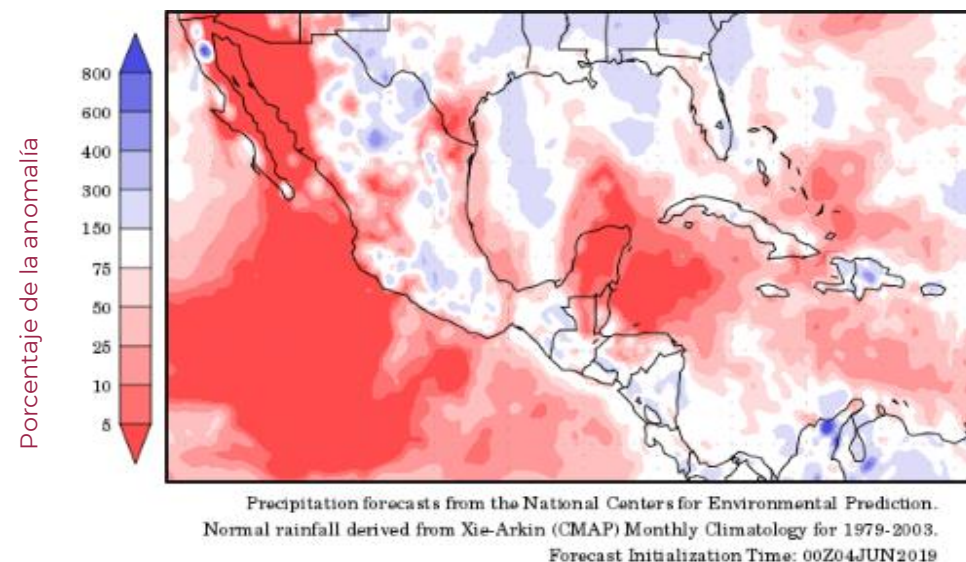 Porcentaje de la anomalía
800
600
400
300
150
75
50
25
10
5
Precipitation forecasts from the National Centers for Environmental Prediction.
Normal rainfall derived from Xie-Arkin (CMAP) Monthly Climatology for 1979-2003.
Forecast Initialization Time: 00Z04JUN2019